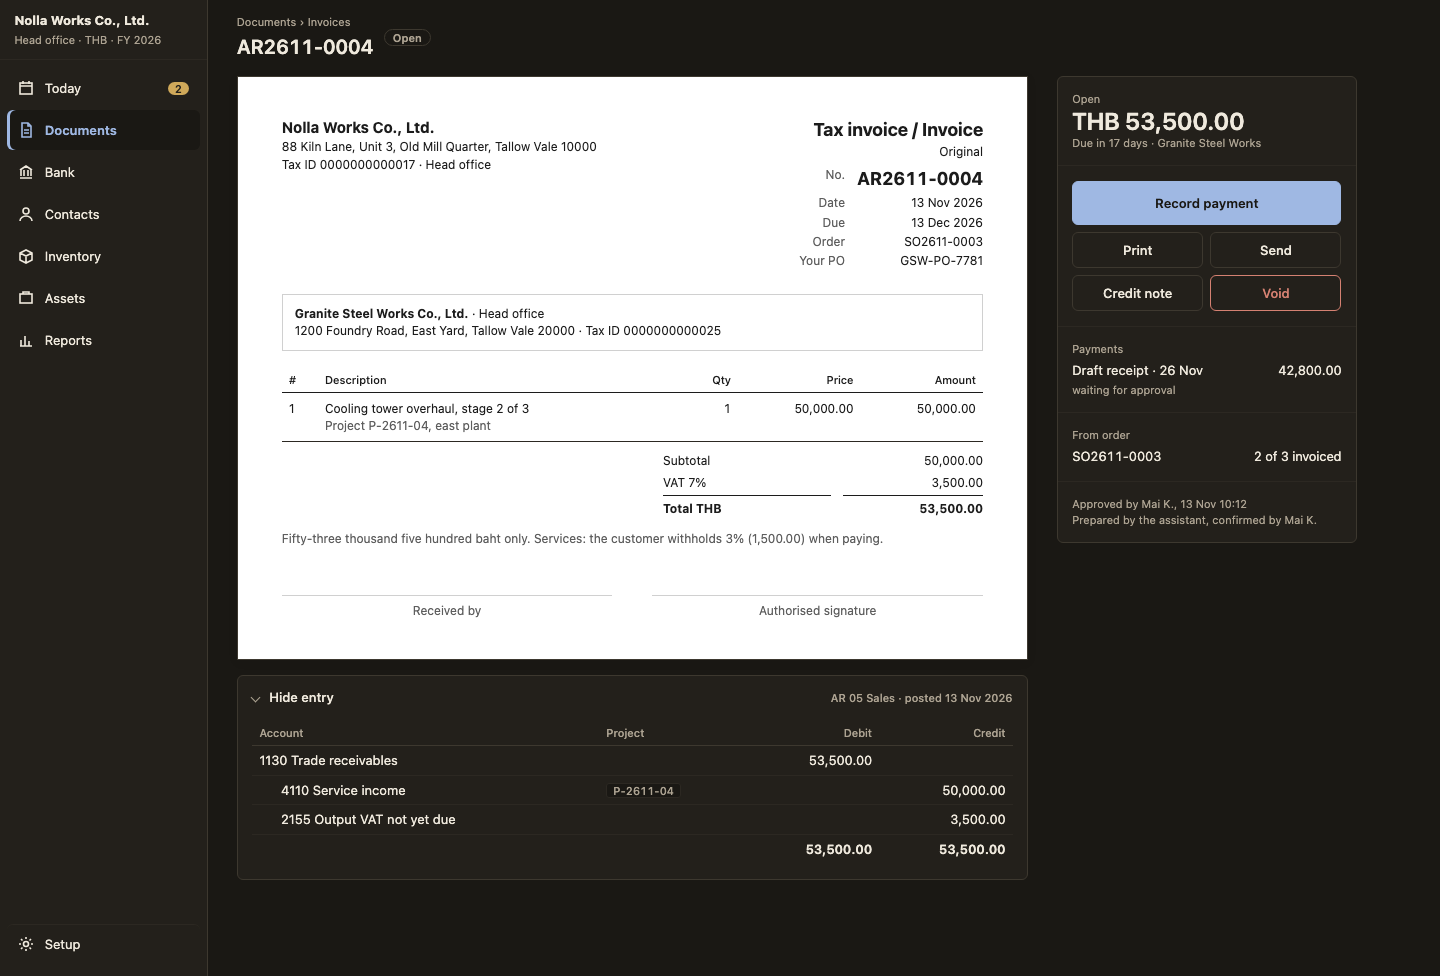 Nolla Works Co., Ltd.
Head office · THB · FY 2026
Today 2
Documents
Bank
Contacts
Inventory
Assets
Reports
Setup
Documents › Invoices
AR2611-0004 Open
Nolla Works Co., Ltd.
88 Kiln Lane, Unit 3, Old Mill Quarter, Tallow Vale 10000
Tax ID 0000000000017 · Head office
Tax invoice / Invoice
Original
No. AR2611-0004
Date 13 Nov 2026
Due 13 Dec 2026
Order SO2611-0003
Your PO GSW-PO-7781
Granite Steel Works Co., Ltd. · Head office
1200 Foundry Road, East Yard, Tallow Vale 20000 · Tax ID 0000000000025
# Description Qty Price Amount
1 Cooling tower overhaul, stage 2 of 3 1 50,000.00 50,000.00
Project P-2611-04, east plant
Subtotal 50,000.00
VAT 7% 3,500.00
Total THB 53,500.00
Fifty-three thousand five hundred baht only. Services: the customer withholds 3% (1,500.00) when paying.
Received by Authorised signature
Hide entry AR 05 Sales · posted 13 Nov 2026
Account Project Debit Credit
1130 Trade receivables 53,500.00
4110 Service income P-2611-04 50,000.00
2155 Output VAT not yet due 3,500.00
53,500.00 53,500.00
Open
THB 53,500.00
Due in 17 days · Granite Steel Works
Record payment
Print Send
Credit note Void
Payments
Draft receipt · 26 Nov 42,800.00
waiting for approval
From order
SO2611-0003 2 of 3 invoiced
Approved by Mai K., 13 Nov 10:12
Prepared by the assistant, confirmed by Mai K.